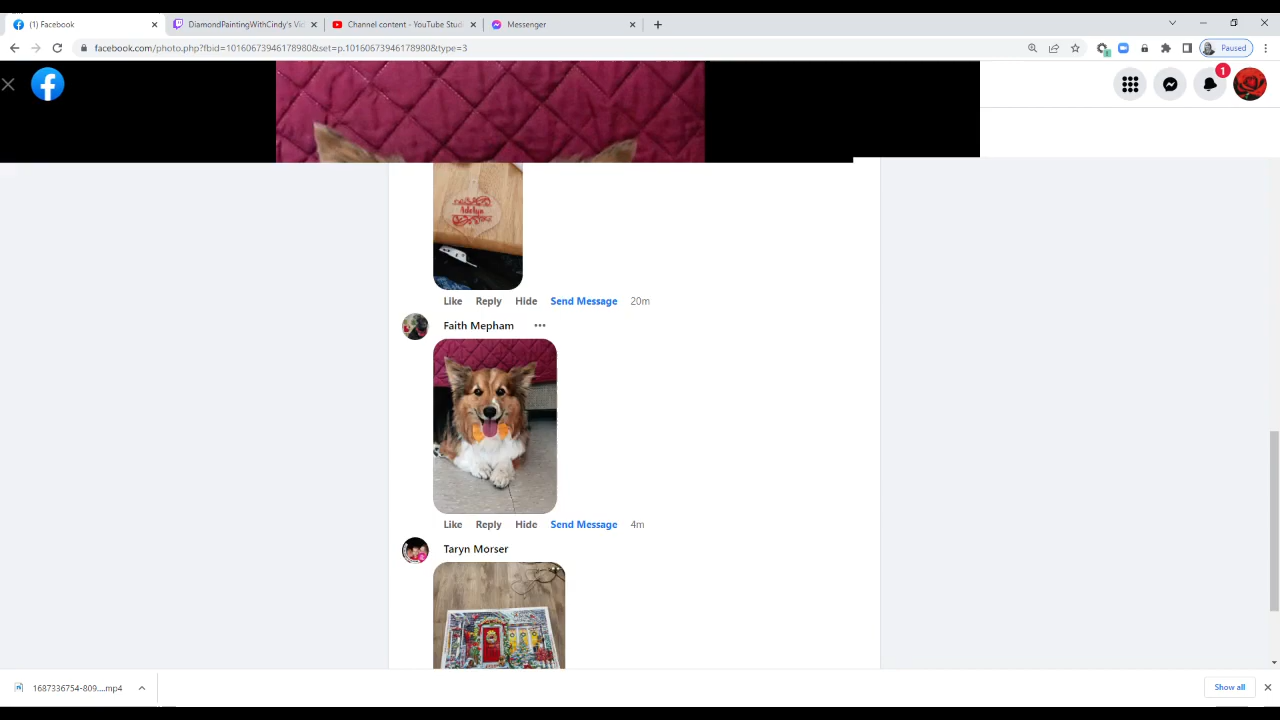 (1) Facebook
DiamondPaintingWithCindy's Vid
Channel content - YouTube Studi
Messenger
facebook.com/photo.php?fbid=10160673946178980&set=p.10160673946178980&type=3
Paused
1
Adelyn
Like Reply Hide Send Message 20m
Faith Mepham
Like Reply Hide Send Message 4m
Taryn Morser
1687336754-809....mp4
Show all